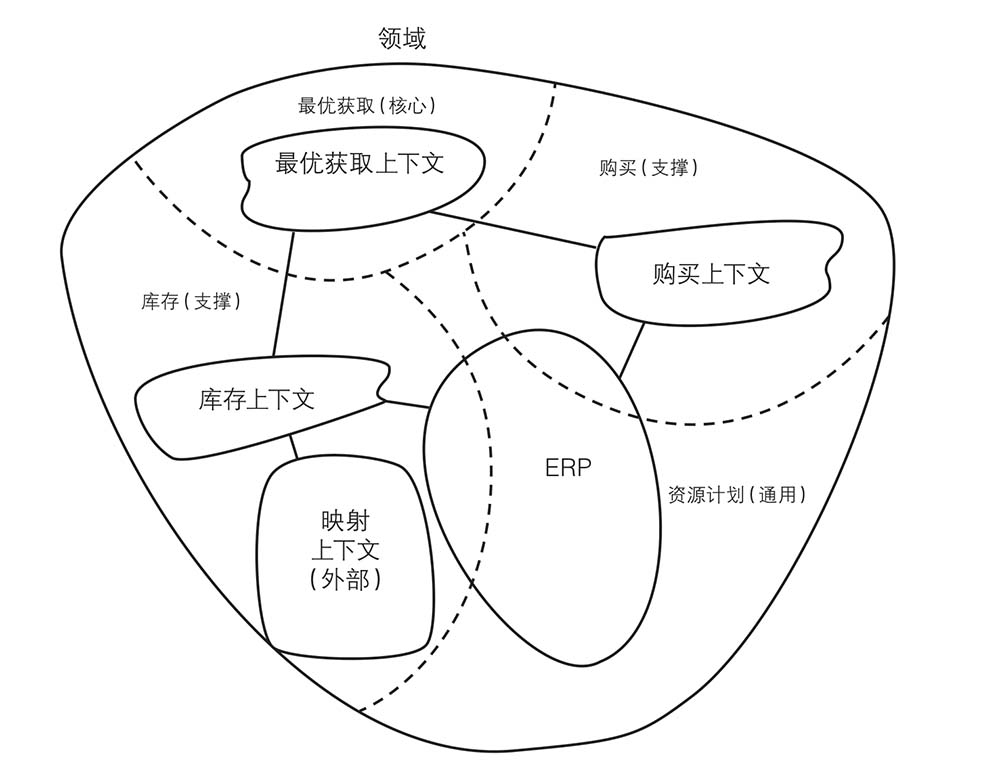 领域
最优获取(核心)
最优获取上下文
购买(支撑)
购买上下文
库存(支撑)
库存上下文
ERP
资源计划(通用)
映射
上下文
(外部)